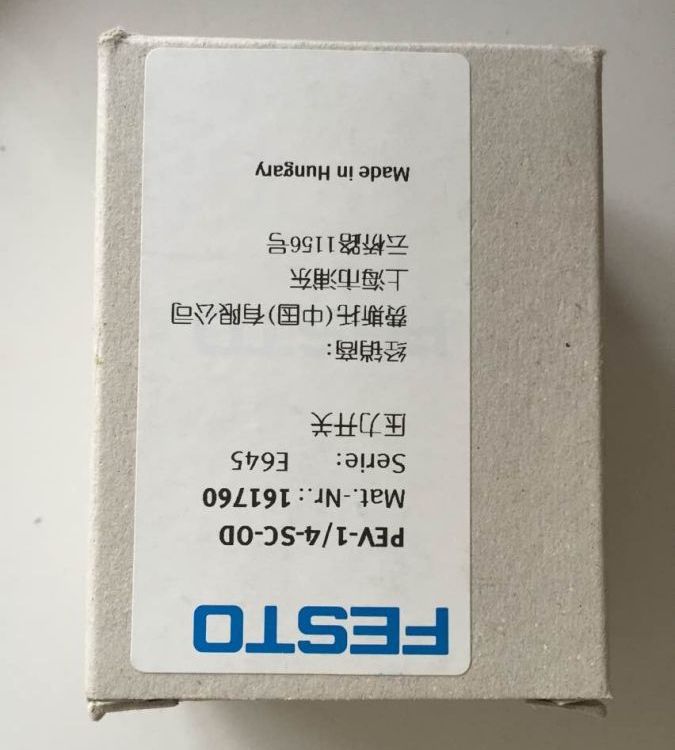 FESTO
PEV-1/4-SC-OD
Mat.-Nr.: 161760
Serie: E645
压力开关
经销商:
费斯托(中国)有限公司
上海市浦东
云桥路1156号
Made in Hungary